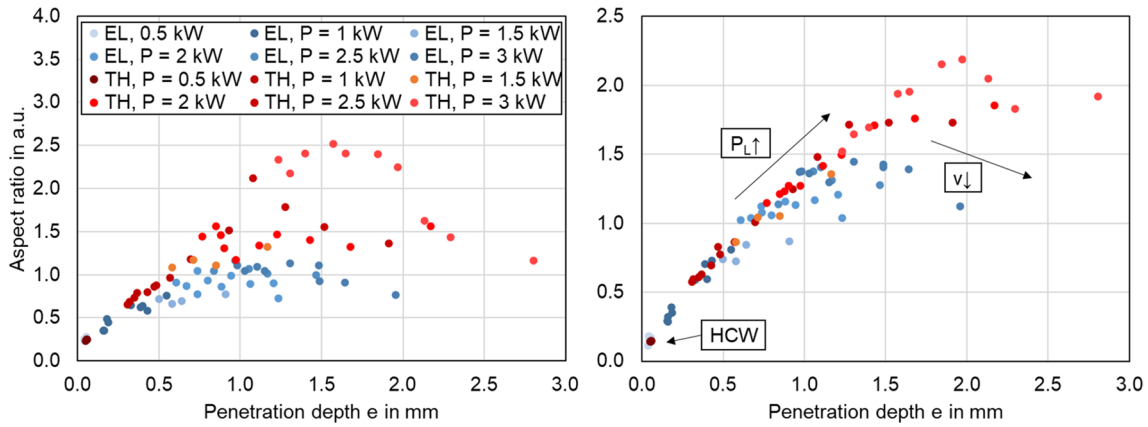 4.0
3.5
3.0
2.5
2.0
1.5
1.0
0.5
0.0
Aspect ratio in a.u.
EL, 0.5 kW EL, P = 1 kW EL, P = 1.5 kW
EL, P = 2 kW EL, P = 2.5 kW EL, P = 3 kW
TH, P = 0.5 kW TH, P = 1 kW TH, P = 1.5 kW
TH, P = 2 kW TH, P = 2.5 kW TH, P = 3 kW
0.0 0.5 1.0 1.5 2.0 2.5 3.0
Penetration depth e in mm
2.5
2.0
1.5
1.0
0.5
0.0
PL↑
v↓
HCW
0.0 0.5 1.0 1.5 2.0 2.5 3.0
Penetration depth e in mm